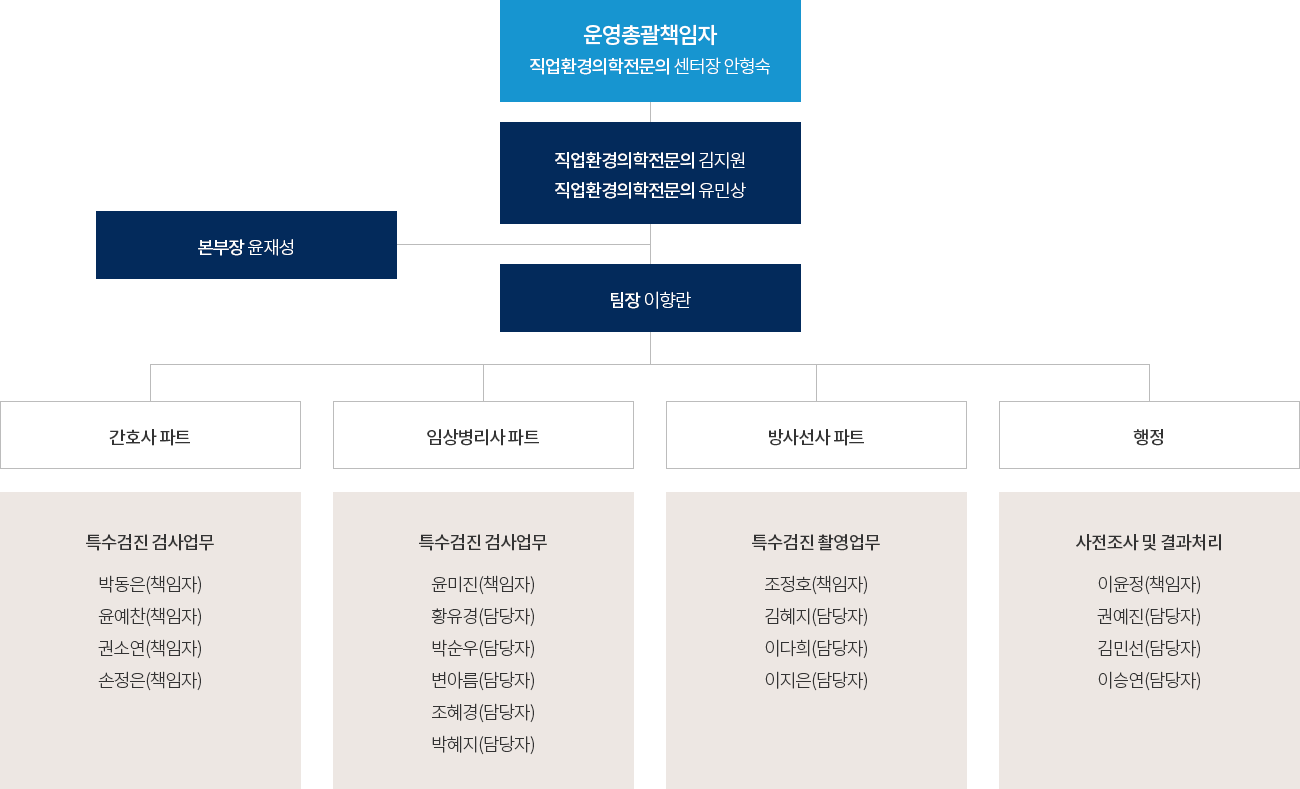 운영총괄책임자
직업환경의학전문의 센터장 안형숙
직업환경의학전문의 김지원
직업환경의학전문의 유민상
본부장 윤재성
팀장 이향란
간호사 파트
특수검진 검사업무
박동은(책임자)
윤예찬(책임자)
권소연(책임자)
손정은(책임자)
임상병리사 파트
특수검진 검사업무
윤미진(책임자)
황유경(담당자)
박순우(담당자)
변아름(담당자)
조혜경(담당자)
박혜지(담당자)
방사선사 파트
특수검진 촬영업무
조정호(책임자)
김혜지(담당자)
이다희(담당자)
이지은(담당자)
행정
사전조사 및 결과처리
이윤정(책임자)
권예진(담당자)
김민선(담당자)
이승연(담당자)